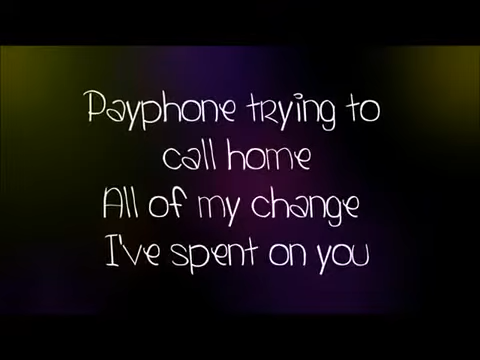 Payphone trying to
call home
All of my change
I've spent on you